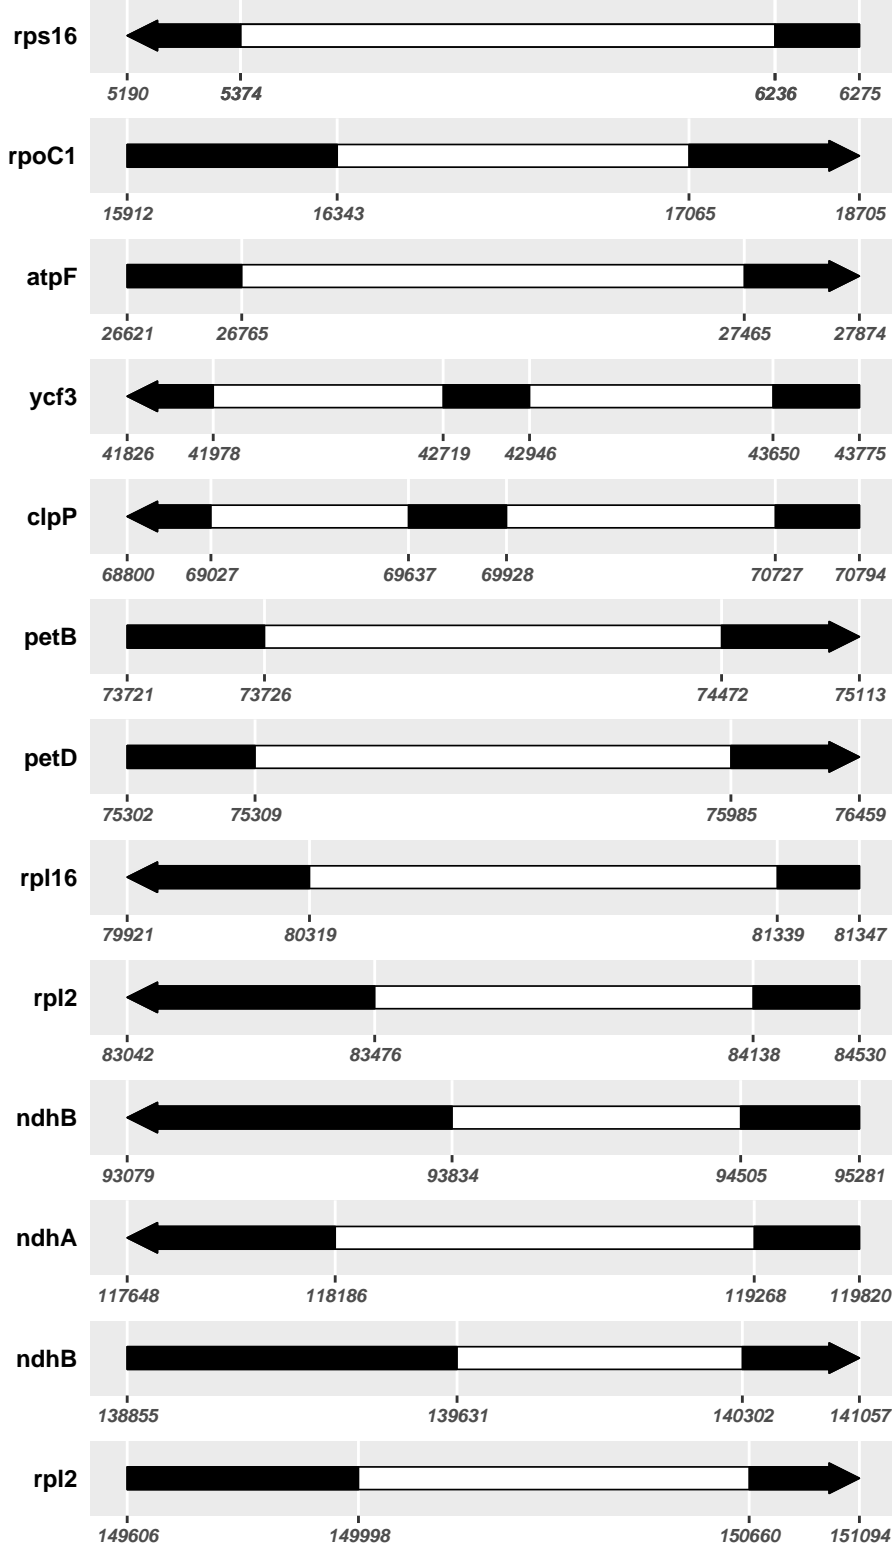 rps16
5190 5374 6236 6275
rpoC1
15912 16343 17065 18705
atpF
26621 26765 27465 27874
ycf3
41826 41978 42719 42946 43650 43775
clpP
68800 69027 69637 69928 70727 70794
petB
73721 73726 74472 75113
petD
75302 75309 75985 76459
rpl16
79921 80319 81339 81347
rpl2
83042 83476 84138 84530
ndhB
93079 93834 94505 95281
ndhA
117648 118186 119268 119820
ndhB
138855 139631 140302 141057
rpl2
149606 149998 150660 151094